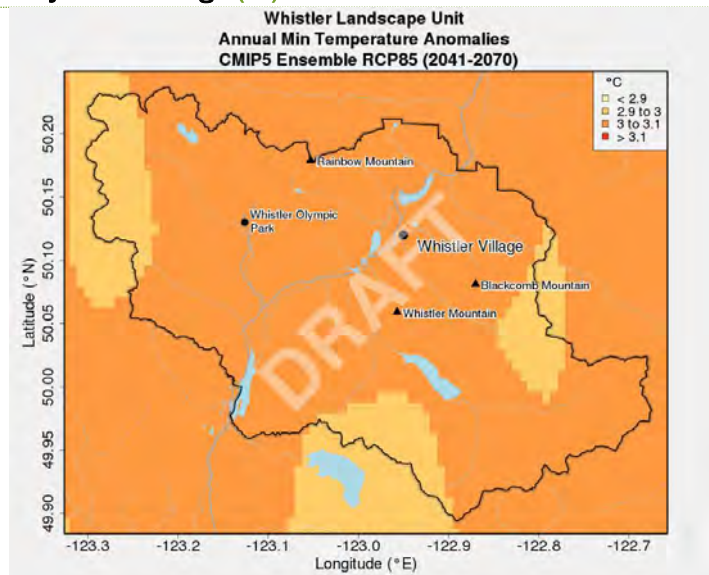 Whistler Landscape Unit
Annual Min Temperature Anomalies
CMIP5 Ensemble RCP85 (2041-2070)
°C
< 2.9
2.9 to 3
3 to 3.1
> 3.1
Latitude (°N)
50.20
50.15
50.10
50.05
50.00
49.95
49.90
Rainbow Mountain
Whistler Olympic
Park
Whistler Village
Blackcomb Mountain
Whistler Mountain
DRAFT
-123.3 -123.2 -123.1 -123.0 -122.9 -122.8 -122.7
Longitude (°E)